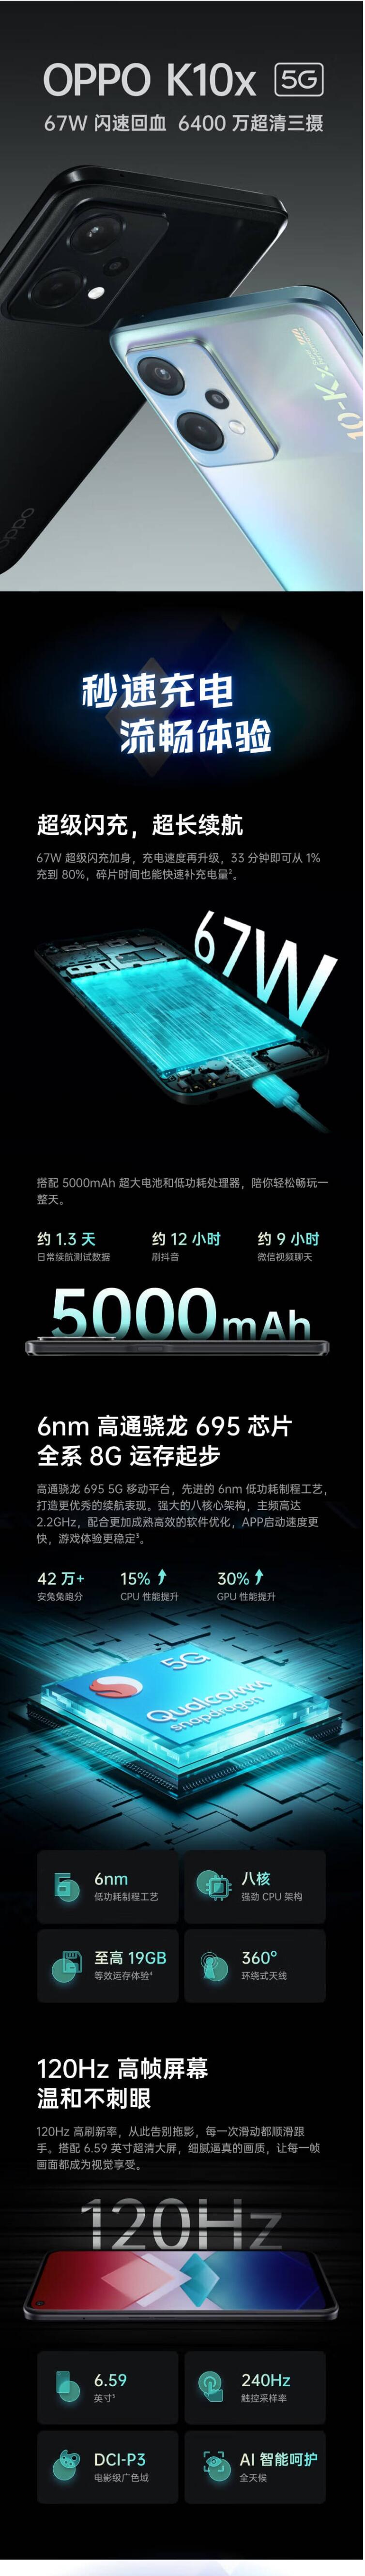 OPPO K10x 5G
67W 闪速回血 6400 万超清三摄
oppo
10-Kx
秒速充电
流畅体验
超级闪充，超长续航
67W 超级闪充加身，充电速度再升级，33 分钟即可从 1%
充到 80%，碎片时间也能快速补充电量²。
67W
搭配 5000mAh 超大电池和低功耗处理器，陪你轻松畅玩一
整天。
约 1.3 天
日常续航测试数据
约 12 小时
刷抖音
约 9 小时
微信视频聊天
5000mAh
6nm 高通骁龙 695 芯片
全系 8G 运存起步
高通骁龙 695 5G 移动平台，先进的 6nm 低功耗制程工艺，
打造更优秀的续航表现。强大的八核心架构，主频高达
2.2GHz，配合更加成熟高效的软件优化，APP启动速度更
快，游戏体验更稳定³。
42 万+
安兔兔跑分
15%
CPU 性能提升
30%
GPU 性能提升
5G
Qualcomm
snapdragon
6nm
低功耗制程工艺
八核
强劲 CPU 架构
至高 19GB
等效运存体验⁴
360°
环绕式天线
120Hz 高帧屏幕
温和不刺眼
120Hz 高刷新率，从此告别拖影，每一次滑动都顺滑跟
手。搭配 6.59 英寸超清大屏，细腻逼真的画质，让每一帧
画面都成为视觉享受。
120Hz
6.59
英寸⁵
240Hz
触控采样率
DCI-P3
电影级广色域
AI 智能呵护
全天候